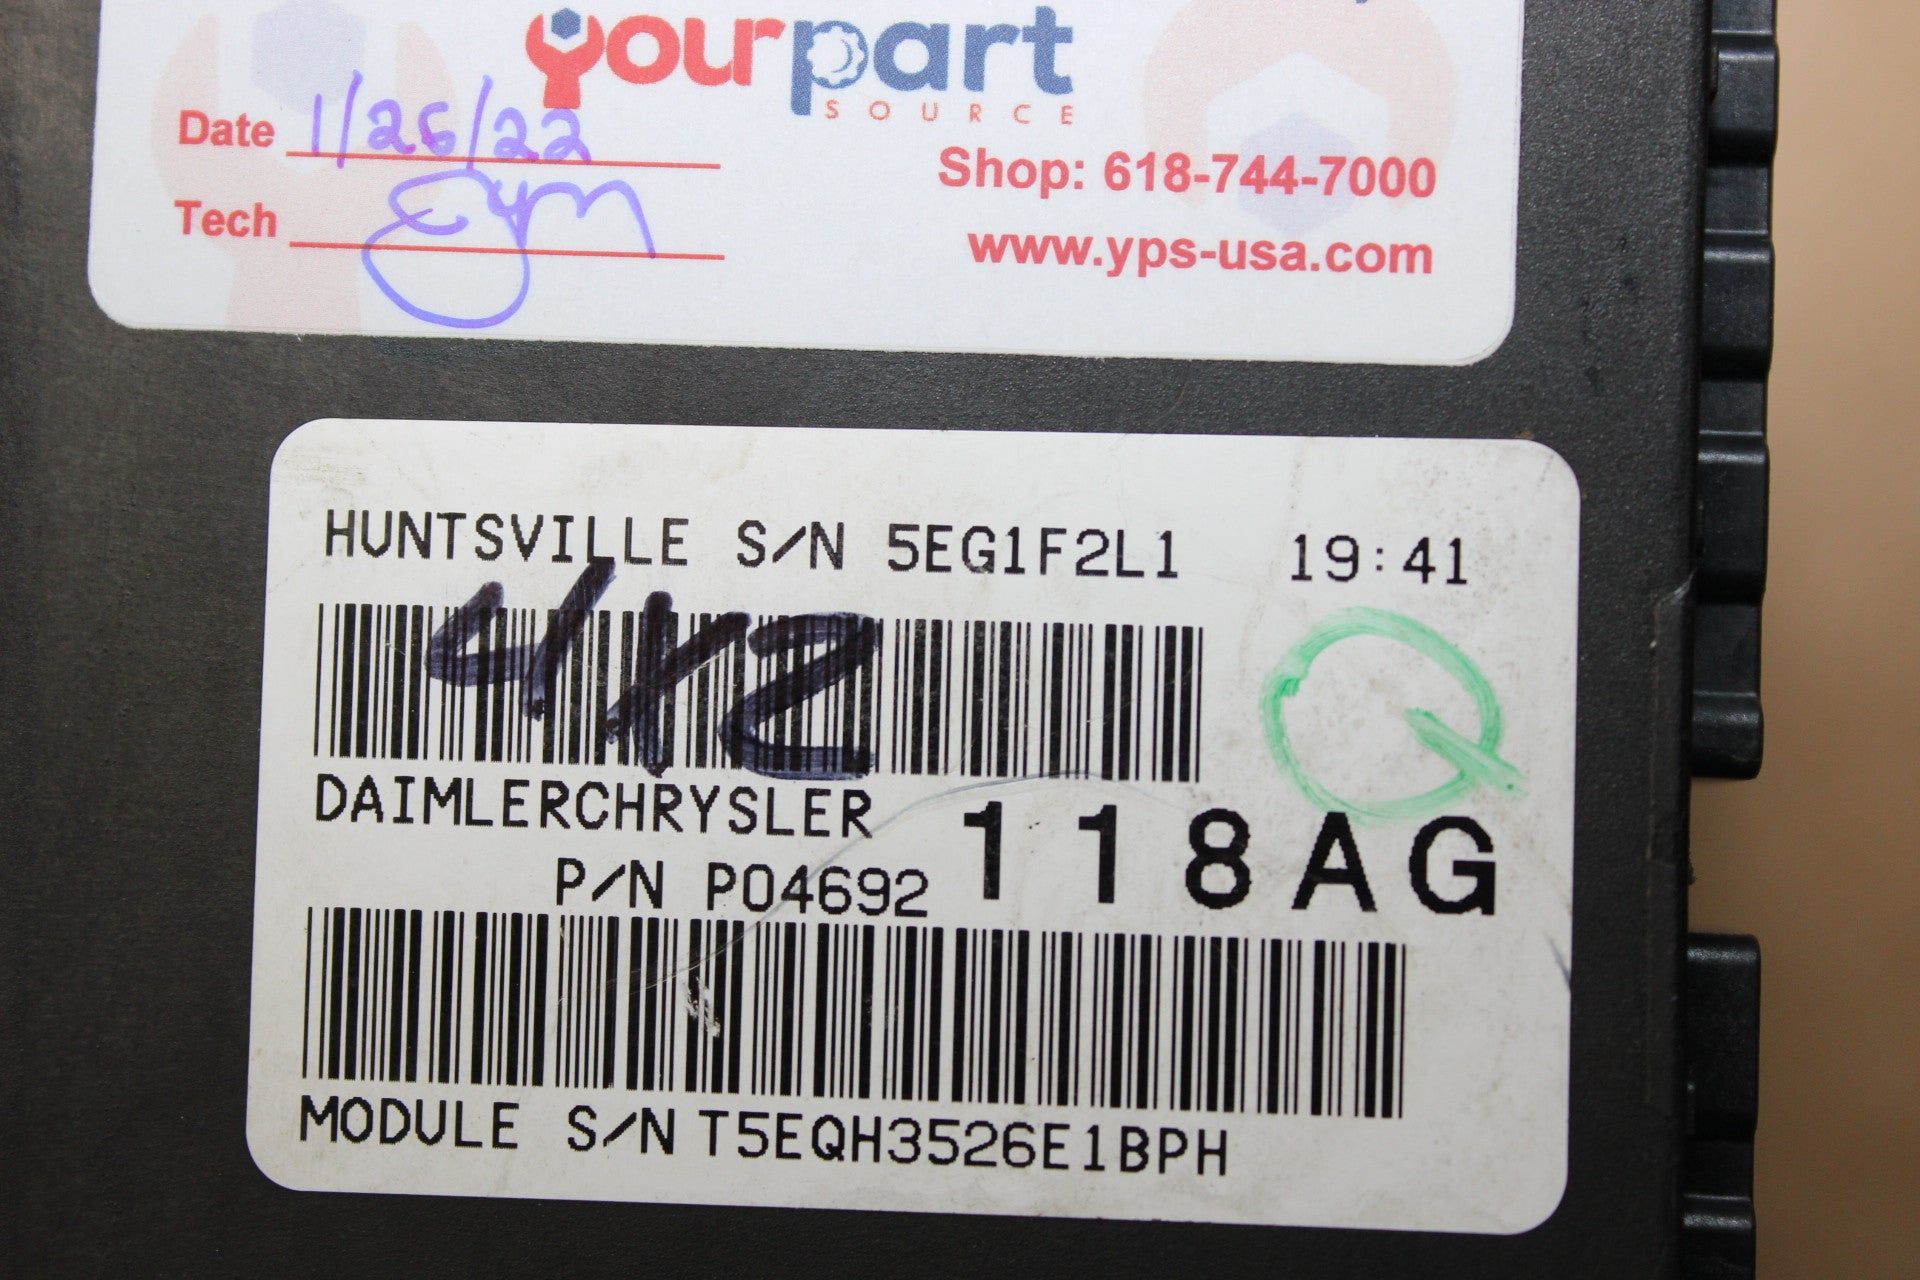 yourpart
SOURCE
Date 1/26/22
Tech
Shop: 618-744-7000
www.yps-usa.com
HUNTSVILLE S/N 5EG1F2L1 19:41
4X2
DAIMLERCHRYSLER
P/N P04692 118AG
MODULE S/N T5EQH3526E1BPH